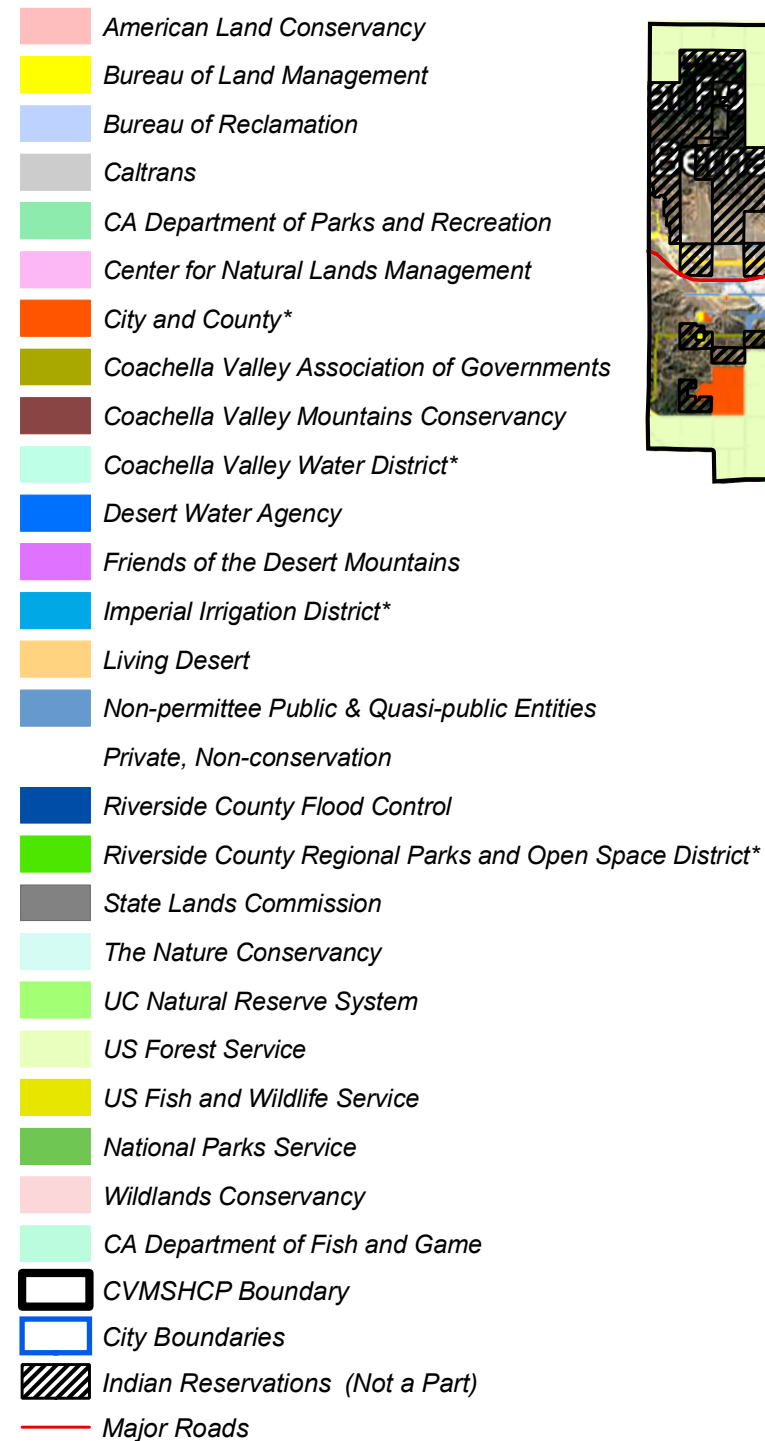 American Land Conservancy
Bureau of Land Management
Bureau of Reclamation
Caltrans
CA Department of Parks and Recreation
Center for Natural Lands Management
City and County*
Coachella Valley Association of Governments
Coachella Valley Mountains Conservancy
Coachella Valley Water District*
Desert Water Agency
Friends of the Desert Mountains
Imperial Irrigation District*
Living Desert
Non-permittee Public & Quasi-public Entities
Private, Non-conservation
Riverside County Flood Control
Riverside County Regional Parks and Open Space District*
State Lands Commission
The Nature Conservancy
UC Natural Reserve System
US Forest Service
US Fish and Wildlife Service
National Parks Service
Wildlands Conservancy
CA Department of Fish and Game
CVMSHCP Boundary
City Boundaries
Indian Reservations (Not a Part)
Major Roads